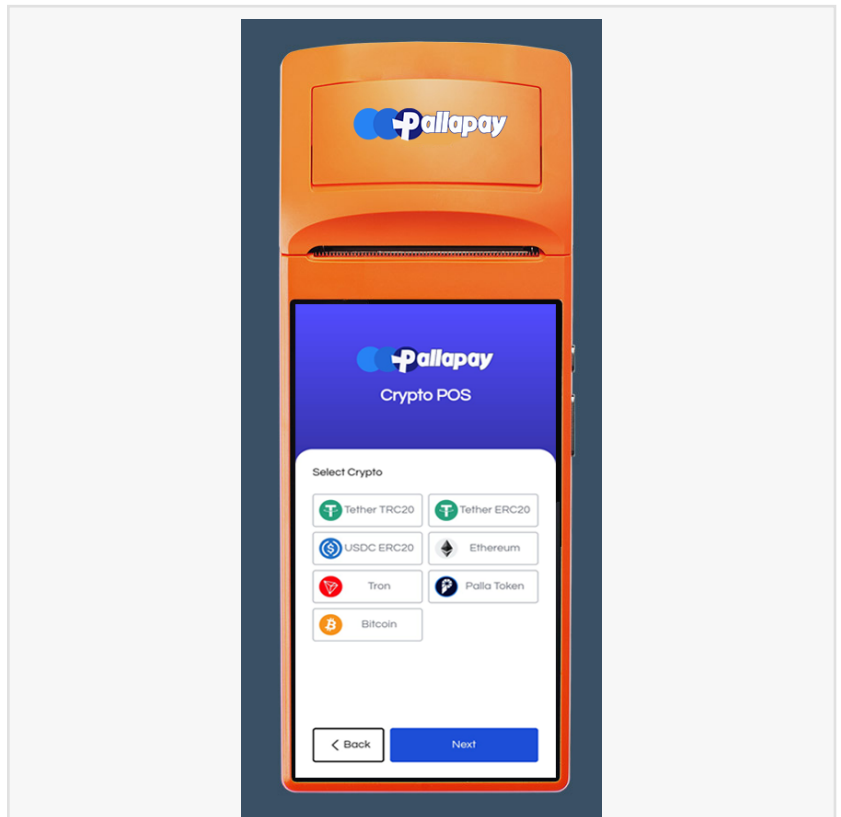 Pallapay
Pallapay
Crypto POS
Select Crypto
Tether TRC20
Tether ERC20
USDC ERC20
Ethereum
Tron
Palla Token
Bitcoin
Back
Next